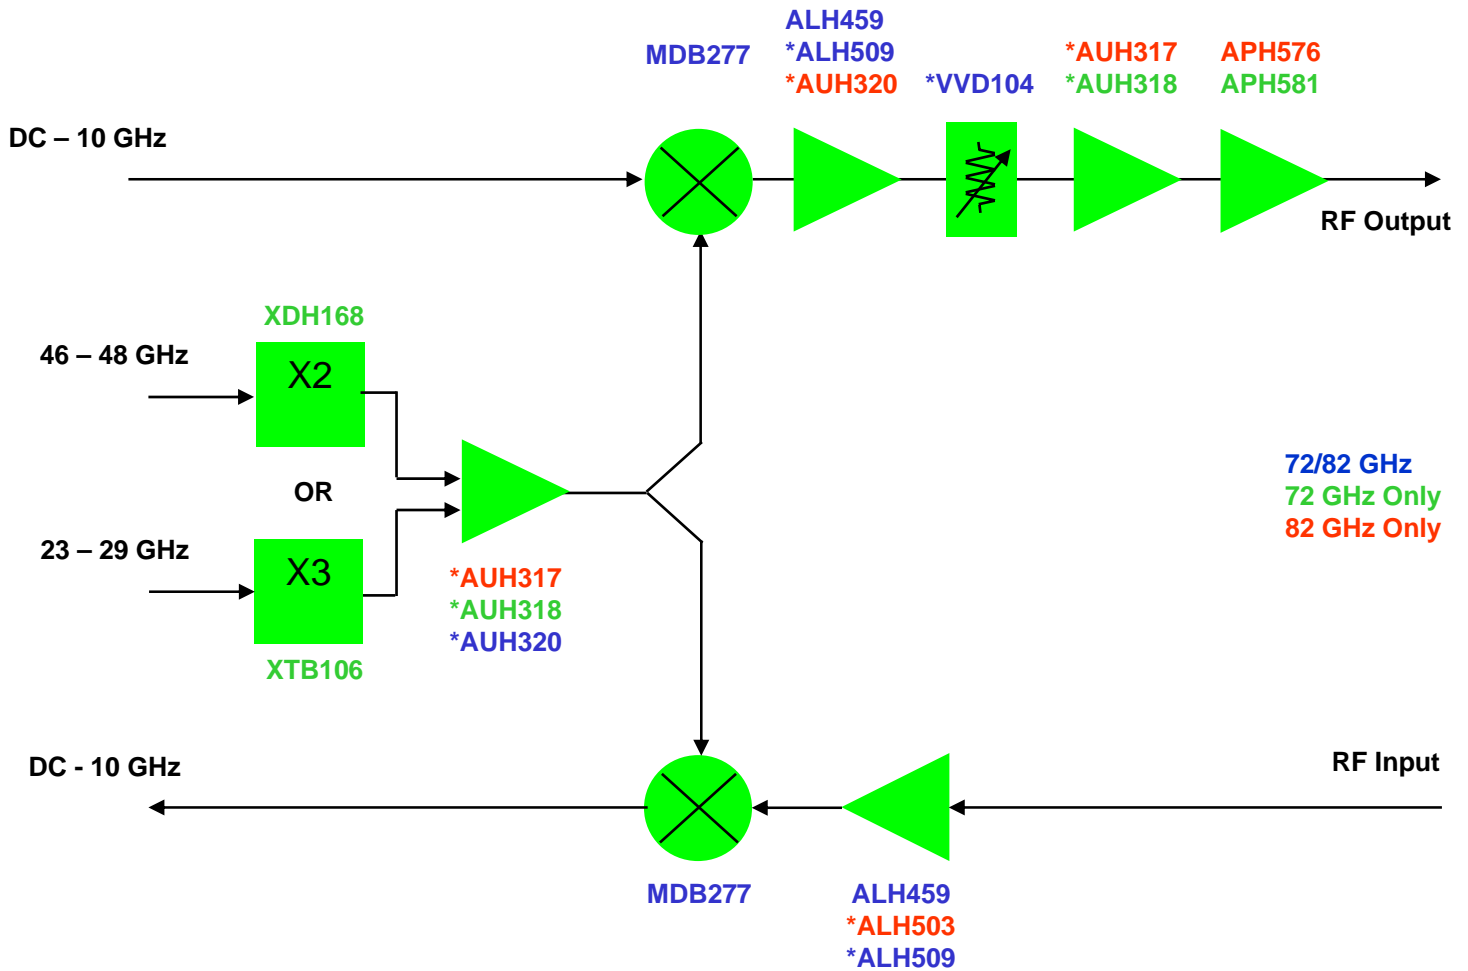 ALH459
*ALH509
*AUH320
MDB277
*VVD104
*AUH317
*AUH318
APH576
APH581
DC – 10 GHz
RF Output
XDH168
46 – 48 GHz
X2
OR
23 – 29 GHz
X3
XTB106
*AUH317
*AUH318
*AUH320
72/82 GHz
72 GHz Only
82 GHz Only
DC - 10 GHz
RF Input
MDB277
ALH459
*ALH503
*ALH509